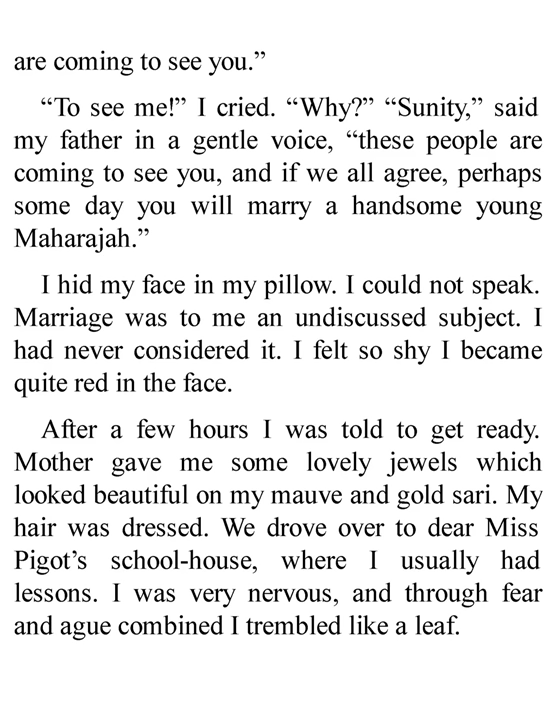 are coming to see you.”
“To see me!” I cried. “Why?” “Sunity,” said
my father in a gentle voice, “these people are
coming to see you, and if we all agree, perhaps
some day you will marry a handsome young
Maharajah.”
I hid my face in my pillow. I could not speak.
Marriage was to me an undiscussed subject. I
had never considered it. I felt so shy I became
quite red in the face.
After a few hours I was told to get ready.
Mother gave me some lovely jewels which
looked beautiful on my mauve and gold sari. My
hair was dressed. We drove over to dear Miss
Pigot’s school-house, where I usually had
lessons. I was very nervous, and through fear
and ague combined I trembled like a leaf.